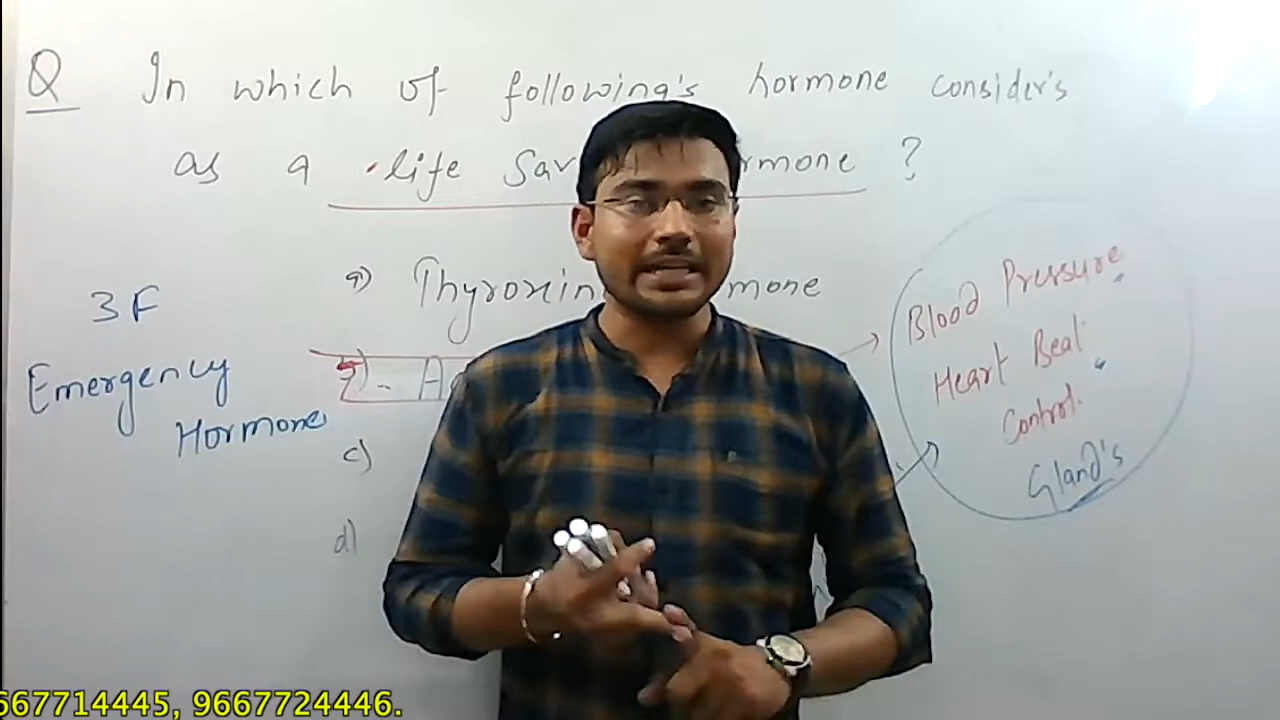 Q In which of following's hormone consider's
as a life Sav rmone ?
a) Thyroxin mone
3F
Emergency
Hormone
c)
d)
Blood Pressure
Heart Beat
Control.
Gland's
667714445, 9667724446.